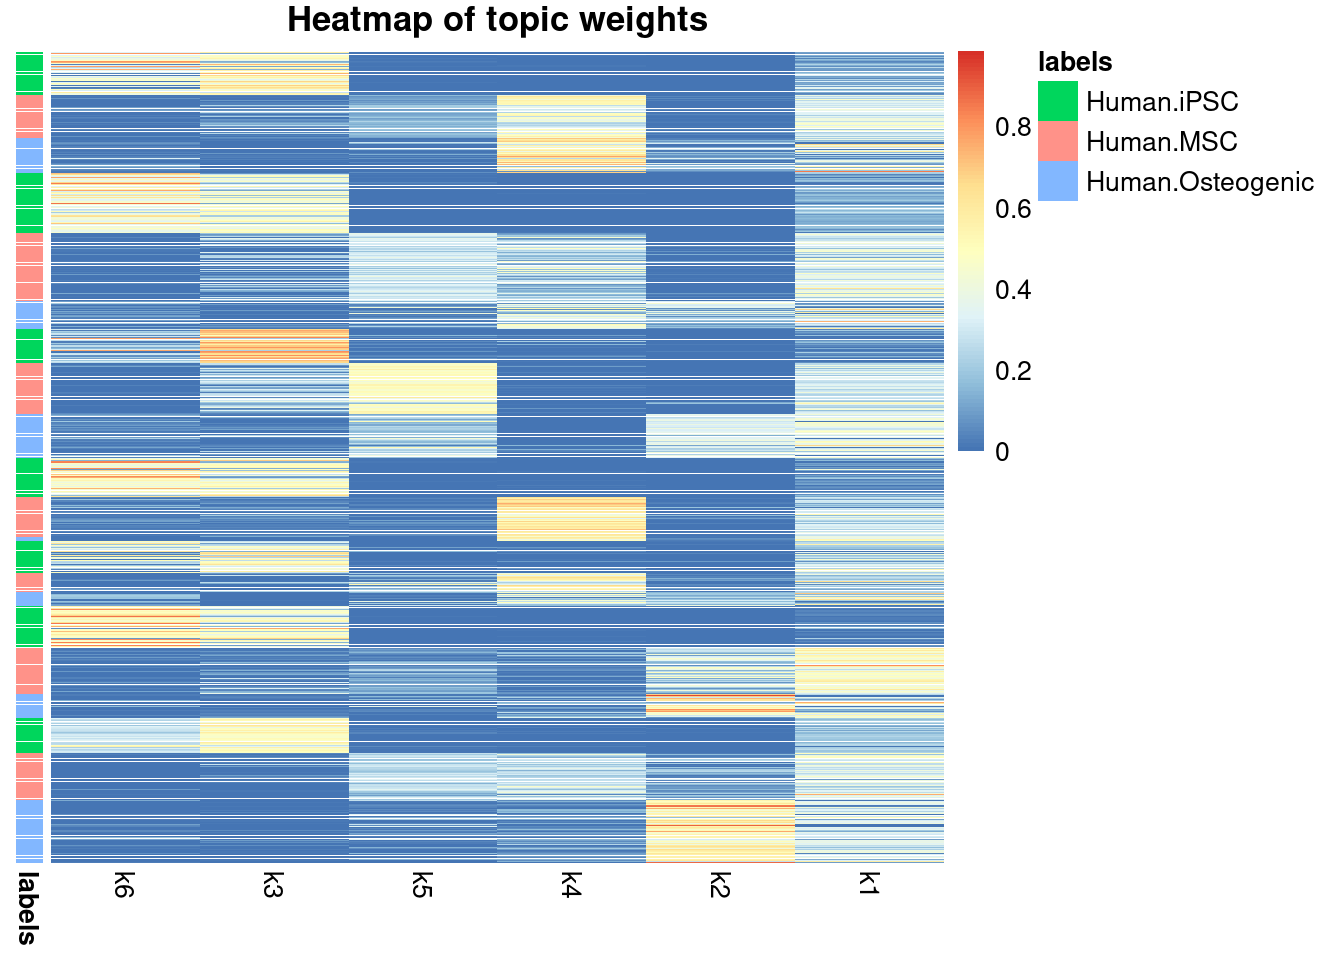 Heatmap of topic weights
labels
Human.iPSC
Human.MSC
Human.Osteogenic
0.8
0.6
0.4
0.2
0
labels
k6
k3
k5
k4
k2
k1